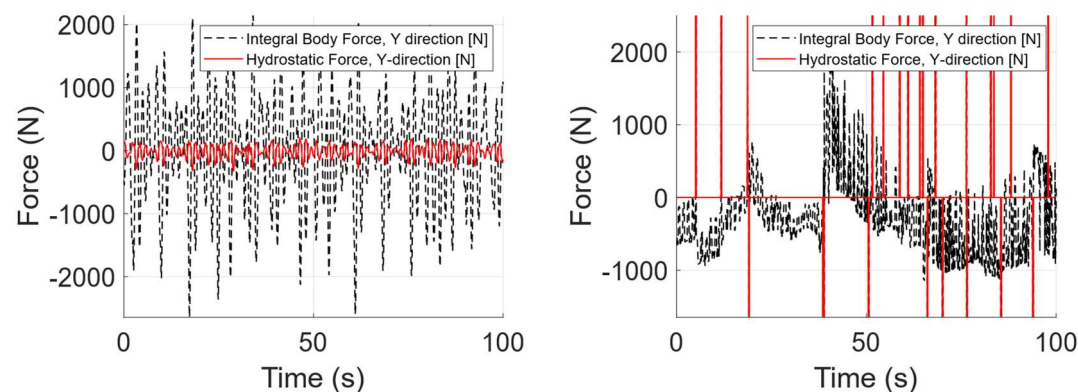 2000
1000
0
-1000
-2000
Force (N)
Integral Body Force, Y direction [N]
Hydrostatic Force, Y-direction [N]
0
50
100
Time (s)
2000
1000
0
-1000
Force (N)
Integral Body Force, Y direction [N]
Hydrostatic Force, Y-direction [N]
0
50
100
Time (s)